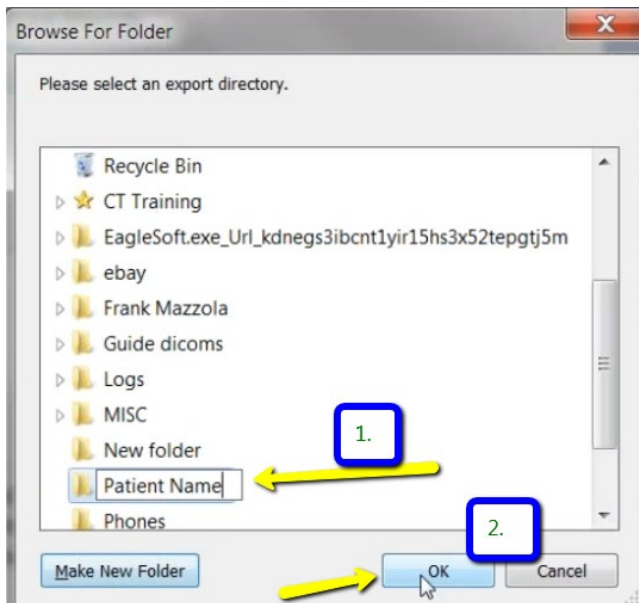 Browse For Folder
Please select an export directory.
Recycle Bin
CT Training
EagleSoft.exe_Url_kdnegs3ibcnt1yir15hs3x52tepgtj5m
ebay
Frank Mazzola
Guide dicoms
Logs
MISC
1.
New folder
Patient Name
2.
Phones
Make New Folder
OK
Cancel